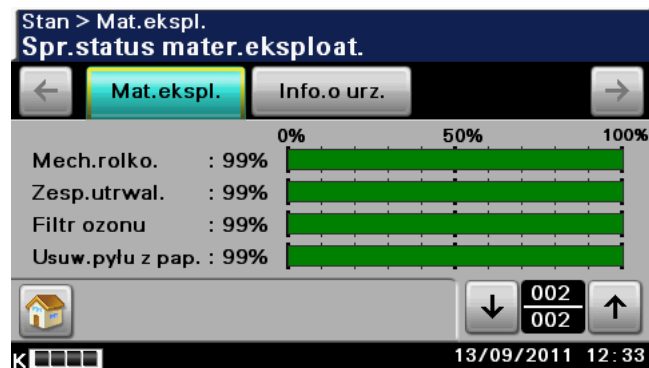 Stan > Mat.ekspl.
Spr.status mater.eksploat.
Mat.ekspl. Info.o urz.
0% 50% 100%
Mech.rolko. : 99%
Zesp.utrwal. : 99%
Filtr ozonu : 99%
Usuw.pyłu z pap. : 99%
002
002
K 13/09/2011 12:33